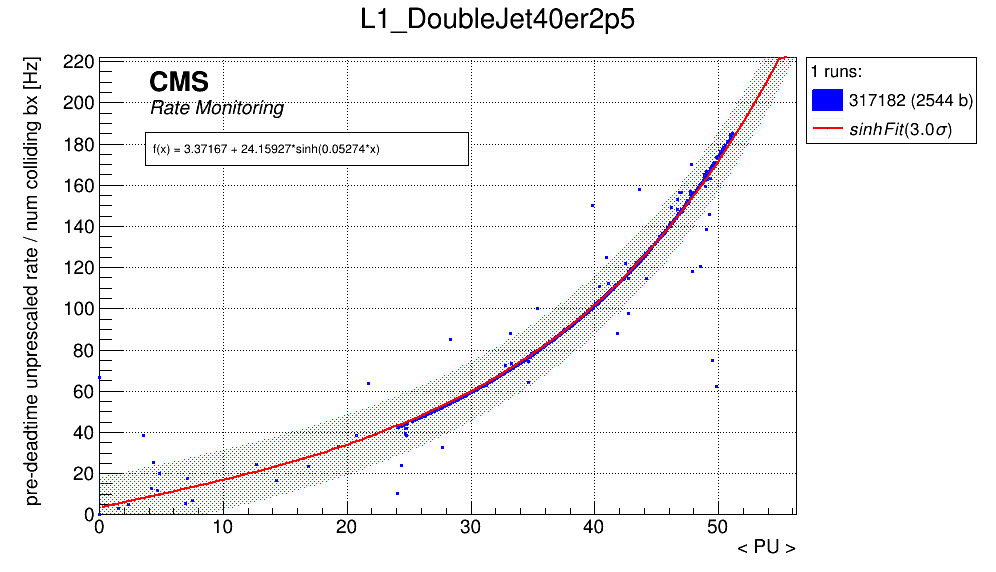 L1_DoubleJet40er2p5
pre-deadtime unprescaled rate / num colliding bx [Hz]
220
200
180
160
140
120
100
80
60
40
20
0
CMS
Rate Monitoring
f(x) = 3.37167 + 24.15927*sinh(0.05274*x)
1 runs:
317182 (2544 b)
sinhFit(3.0σ)
0 10 20 30 40 50
< PU >